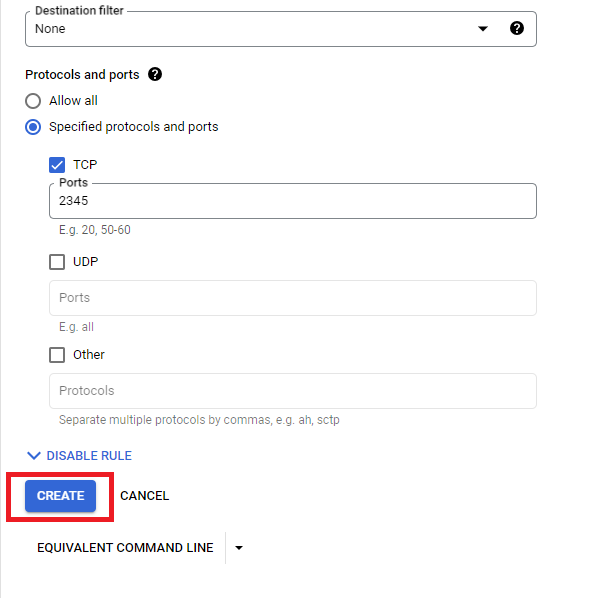 Destination filter
None
Protocols and ports
Allow all
Specified protocols and ports
TCP
Ports
2345
E.g. 20, 50-60
UDP
Ports
E.g. all
Other
Protocols
Separate multiple protocols by commas, e.g. ah, sctp
DISABLE RULE
CREATE CANCEL
EQUIVALENT COMMAND LINE